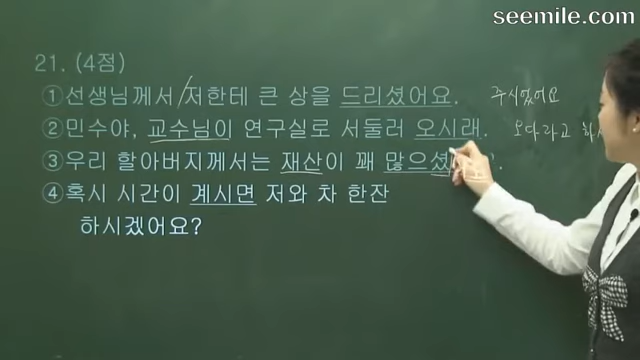 seemile.com
21. (4점)
①선생님께서 저한테 큰 상을 드리셨어요. 주시었어요
②민수야, 교수님이 연구실로 서둘러 오시래. 오다라고 하시
③우리 할아버지께서는 재산이 꽤 많으셨
④혹시 시간이 계시면 저와 차 한잔
하시겠어요?